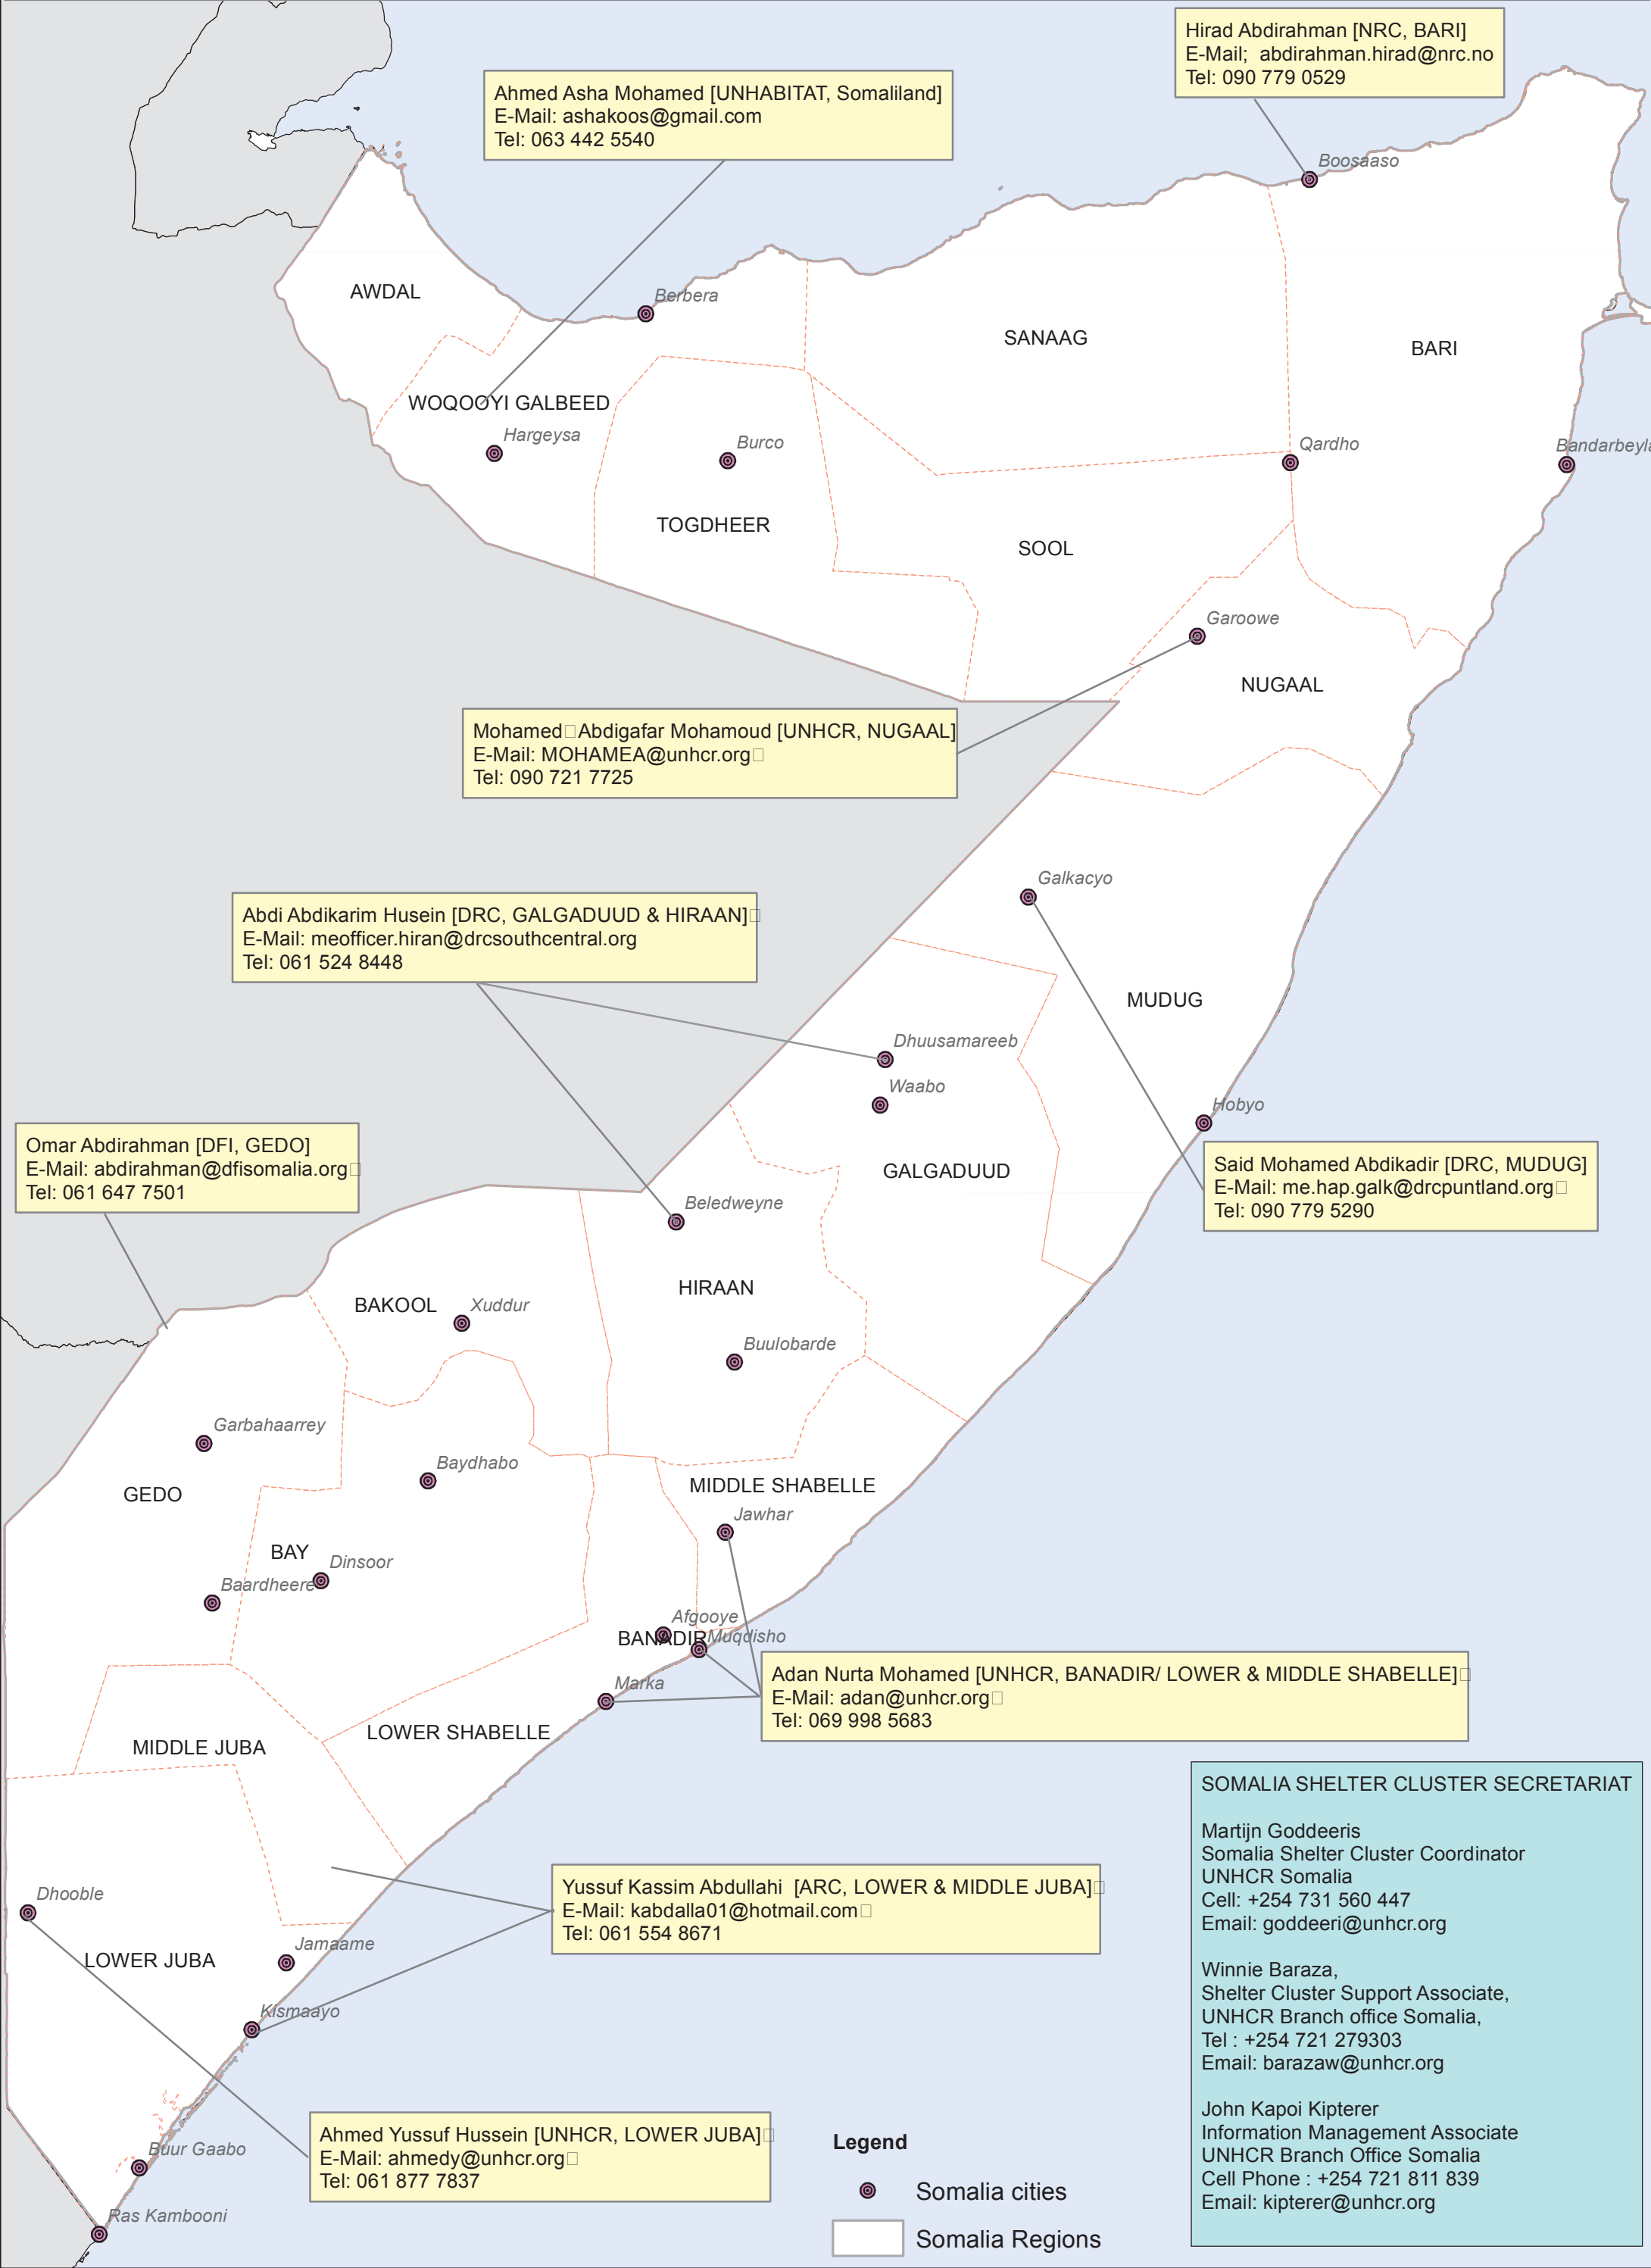 Hirad Abdirahman [NRC, BARI]
E-Mail;  abdirahman.hirad@nrc.no
Tel: 090 779 0529
Ahmed Asha Mohamed [UNHABITAT, Somaliland]
E-Mail: ashakoos@gmail.com
Tel: 063 442 5540
Boosaaso
AWDAL
Berbera
SANAAG
BARI
WOQOOYI GALBEED
Hargeysa
Burco
Qardho
Bandarbeyla
TOGDHEER
SOOL
Garoowe
NUGAAL
Mohamed Abdigafar Mohamoud [UNHCR, NUGAAL]
E-Mail: MOHAMEA@unhcr.org
Tel: 090 721 7725
Galkacyo
Abdi Abdikarim Husein [DRC, GALGADUUD & HIRAAN]
E-Mail: meofficer.hiran@drcsouthcentral.org
Tel: 061 524 8448
MUDUG
Dhuusamareeb
Waabo
Hobyo
Omar Abdirahman [DFI, GEDO]
E-Mail: abdirahman@dfisomalia.org
Tel: 061 647 7501
GALGADUUD
Said Mohamed Abdikadir [DRC, MUDUG]
E-Mail: me.hap.galk@drcpuntland.org
Tel: 090 779 5290
Beledweyne
HIRAAN
BAKOOL
Xuddur
Buulobarde
Garbahaarrey
Baydhabo
GEDO
MIDDLE SHABELLE
Jawhar
BAY
Dinsoor
Baardheere
Afgooye
BANADIR
Muqdisho
Adan Nurta Mohamed [UNHCR, BANADIR/ LOWER & MIDDLE SHABELLE]
E-Mail: adan@unhcr.org
Tel: 069 998 5683
Marka
LOWER SHABELLE
MIDDLE JUBA
SOMALIA SHELTER CLUSTER SECRETARIAT
Martijn Goddeeris
Somalia Shelter Cluster Coordinator
UNHCR Somalia
Cell: +254 731 560 447
Email: goddeeri@unhcr.org
Winnie Baraza,
Shelter Cluster Support Associate,
UNHCR Branch office Somalia,
Tel : +254 721 279303
Email: barazaw@unhcr.org
John Kapoi Kipterer
Information Management Associate
UNHCR Branch Office Somalia
Cell Phone : +254 721 811 839
Email: kipterer@unhcr.org
Yussuf Kassim Abdullahi  [ARC, LOWER & MIDDLE JUBA]
E-Mail: kabdalla01@hotmail.com
Tel: 061 554 8671
Dhooble
Jamaame
LOWER JUBA
Kismaayo
Ahmed Yussuf Hussein [UNHCR, LOWER JUBA]
E-Mail: ahmedy@unhcr.org
Tel: 061 877 7837
Buur Gaabo
Ras Kambooni
Legend
Somalia cities
Somalia Regions